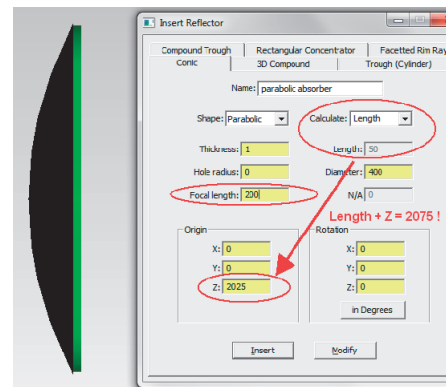 Insert Reflector
Compound Trough Rectangular Concentrator Facetted Rim Ray
Conic 3D Compound Trough (Cylinder)
Name: parabolic absorber
Shape: Parabolic Calculate: Length
Thickness: 1 Length: 50
Hole radius: 0 Diameter: 400
Focal length: 200 N/A 0
Length + Z = 2075 !
Origin Rotation
X: 0 X: 0
Y: 0 Y: 0
Z: 2025 Z: 0
in Degrees
Insert Modify